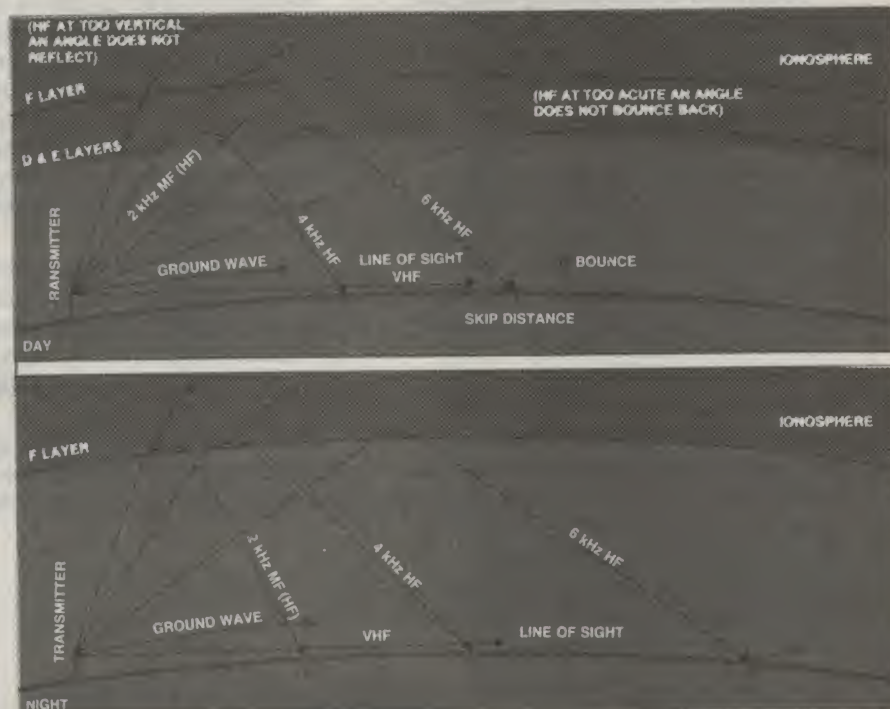 (HF AT TOO VERTICAL
AN ANGLE DOES NOT
REFLECT)
IONOSPHERE
F LAYER
(HF AT TOO ACUTE AN ANGLE
DOES NOT BOUNCE BACK)
D & E LAYERS
2 kHz MF (HF)
4 kHz HF
6 kHz HF
RANSMITTER
GROUND WAVE
LINE OF SIGHT
VHF
BOUNCE
SKIP DISTANCE
DAY
IONOSPHERE
F LAYER
2 kHz MF (HF)
4 kHz HF
6 kHz HF
TRANSMITTER
GROUND WAVE
VHF
LINE OF SIGHT
NIGHT